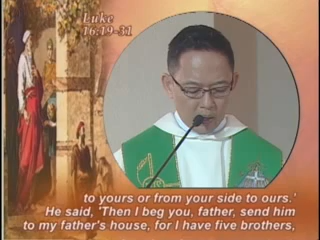 Luke
16:19-31
to yours or from your side to ours.'
He said, 'Then I beg you, father, send him
to my father's house, for I have five brothers,